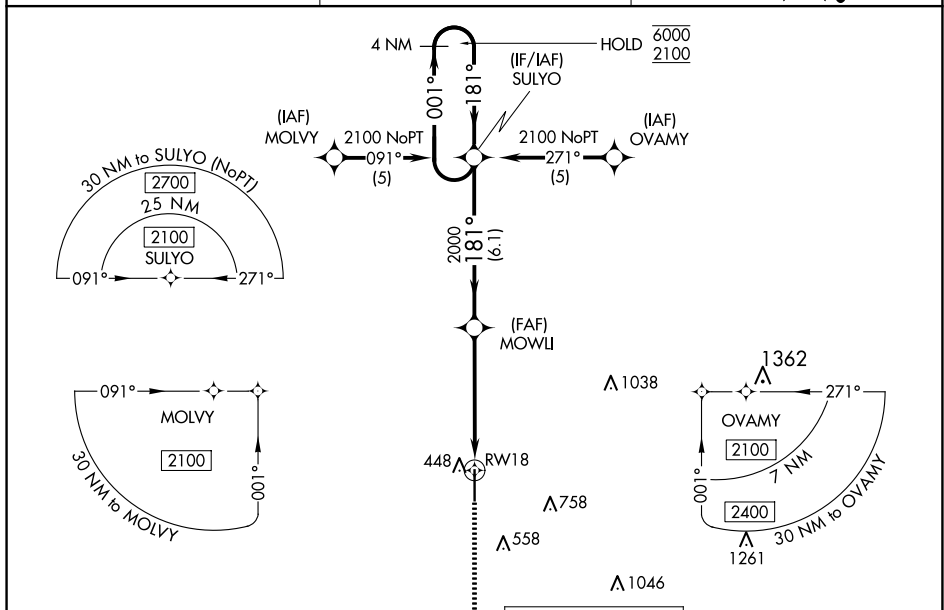 4 NM
HOLD 6000
2100
(IF/IAF)
SULYO
001°
181°
(IAF)
MOLVY
2100 NoPT
091°
(5)
2100 NoPT
271°
(5)
(IAF)
OVAMY
30 NM to SULYO (NoPT)
2700
25 NM
2100
SULYO
091°
271°
2000
181°
(6.1)
(FAF)
MOWLI
1038
1362
091°
MOLVY
2100
001°
30 NM to MOLVY
271°
OVAMY
2100
7 NM
001°
2400
30 NM to OVAMY
1261
448
RW18
758
558
1046